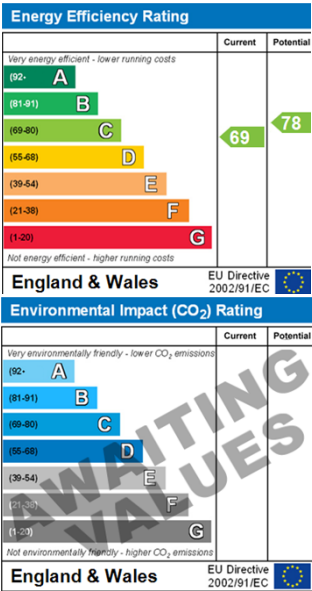 Energy Efficiency Rating
Current Potential
Very energy efficient - lower running costs
(92- A
(81-91) B
(69-80) C
(55-68) D
(39-54) E
(21-38) F
(1-20) G
69
78
Not energy efficient - higher running costs
England & Wales
EU Directive
2002/91/EC
Environmental Impact (CO2) Rating
Current Potential
Very environmentally friendly - lower CO2 emissions
(92- A
(81-91) B
(69-80) C
(55-68) D
(39-54) E
(21-38) F
(1-20) G
AWAITING
VALUES
Not environmentally friendly - higher CO2 emissions
England & Wales
EU Directive
2002/91/EC